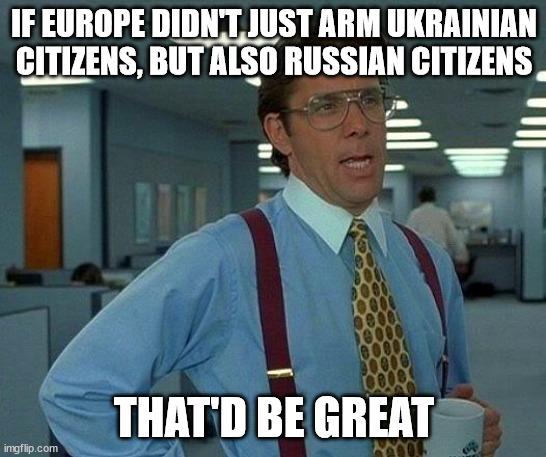 IF EUROPE DIDN'T JUST ARM UKRAINIAN
CITIZENS, BUT ALSO RUSSIAN CITIZENS
THAT'D BE GREAT
imgflip.com